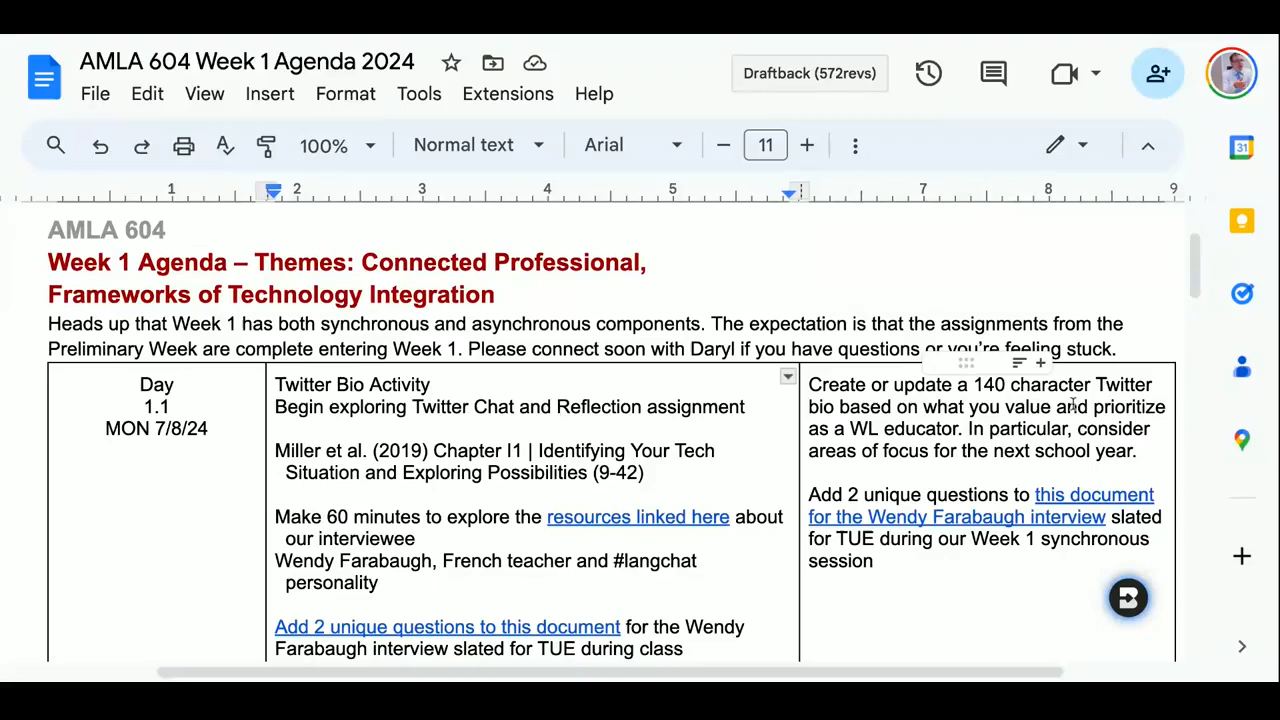 AMLA 604 Week 1 Agenda 2024
Draftback (572revs)
File Edit View Insert Format Tools Extensions Help
100% Normal text Arial 11
1 2 3 4 5 7 8 9
31
AMLA 604
Week 1 Agenda – Themes: Connected Professional,
Frameworks of Technology Integration
Heads up that Week 1 has both synchronous and asynchronous components. The expectation is that the assignments from the
Preliminary Week are complete entering Week 1. Please connect soon with Daryl if you have questions or you're feeling stuck.
Day
1.1
MON 7/8/24
Twitter Bio Activity
Begin exploring Twitter Chat and Reflection assignment
Miller et al. (2019) Chapter I1 | Identifying Your Tech
Situation and Exploring Possibilities (9-42)
Make 60 minutes to explore the resources linked here about
our interviewee
Wendy Farabaugh, French teacher and #langchat
personality
Add 2 unique questions to this document for the Wendy
Farabaugh interview slated for TUE during class
Create or update a 140 character Twitter
bio based on what you value and prioritize
as a WL educator. In particular, consider
areas of focus for the next school year.
Add 2 unique questions to this document
for the Wendy Farabaugh interview slated
for TUE during our Week 1 synchronous
session